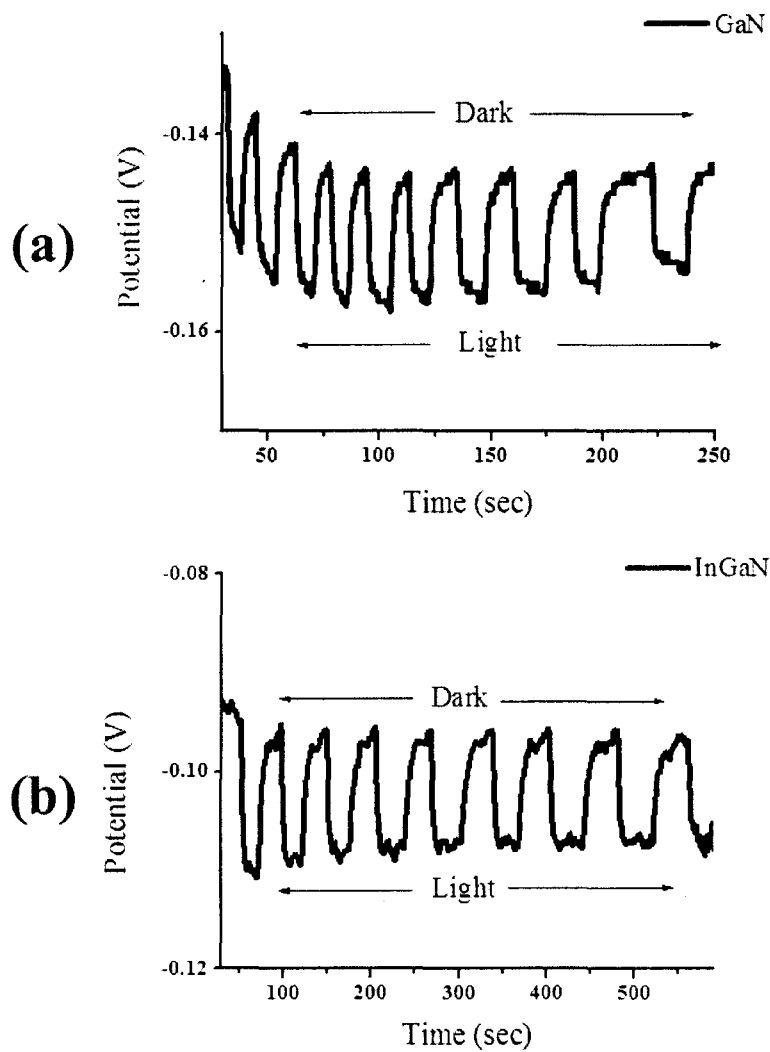 GaN
-0.14
-0.16
Potential (V)
(a)
Dark
Light
50 100 150 200 250
Time (sec)
InGaN
-0.08
-0.10
-0.12
Potential (V)
(b)
Dark
Light
100 200 300 400 500
Time (sec)